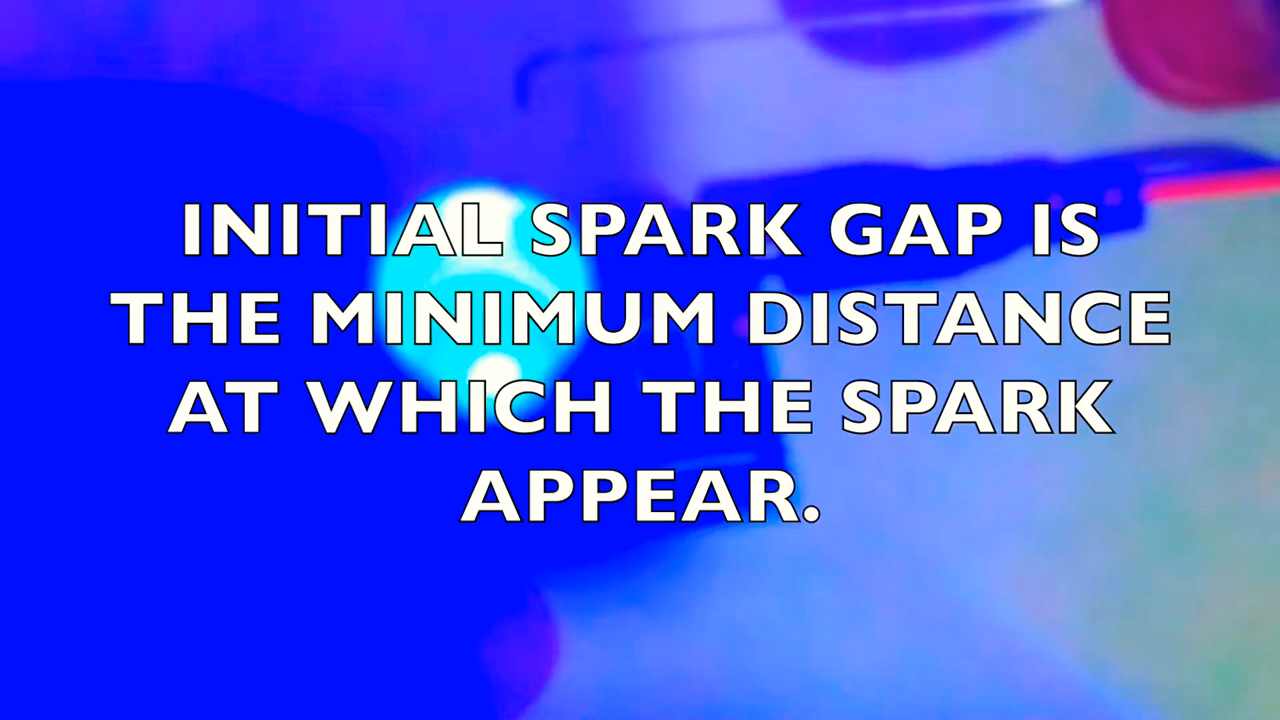 INITIAL SPARK GAP IS
THE MINIMUM DISTANCE
AT WHICH THE SPARK
APPEAR.